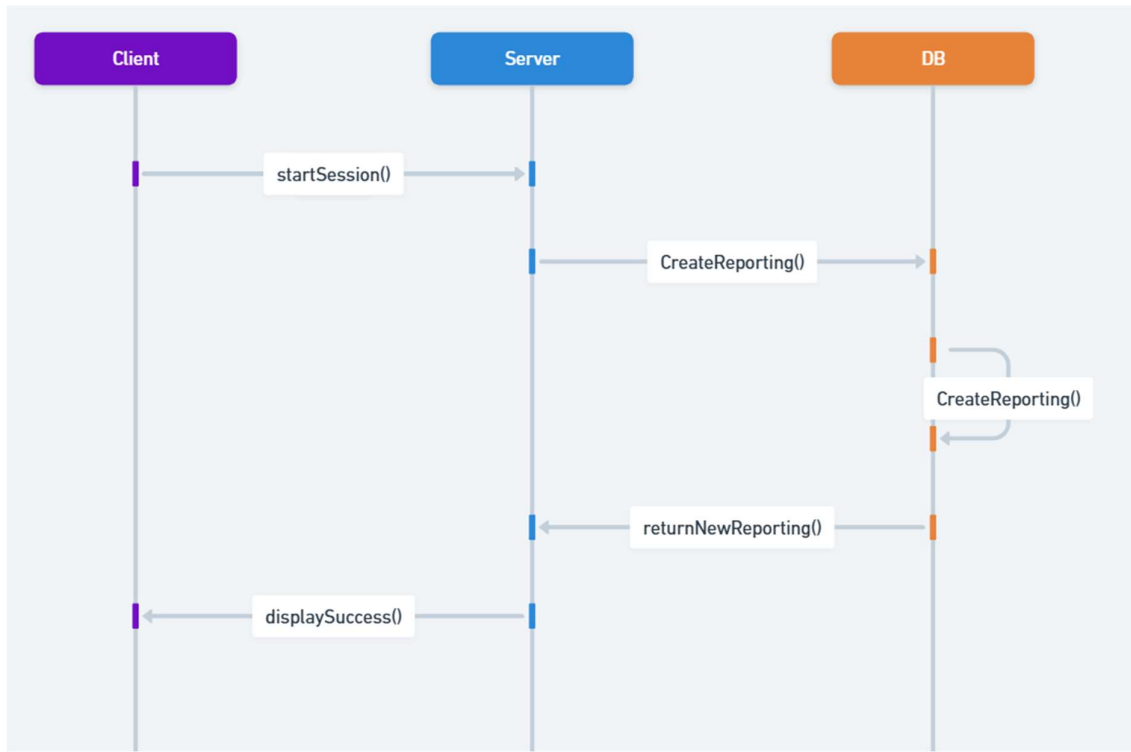 Client
Server
DB
startSession()
CreateReporting()
CreateReporting()
returnNewReporting()
displaySuccess()